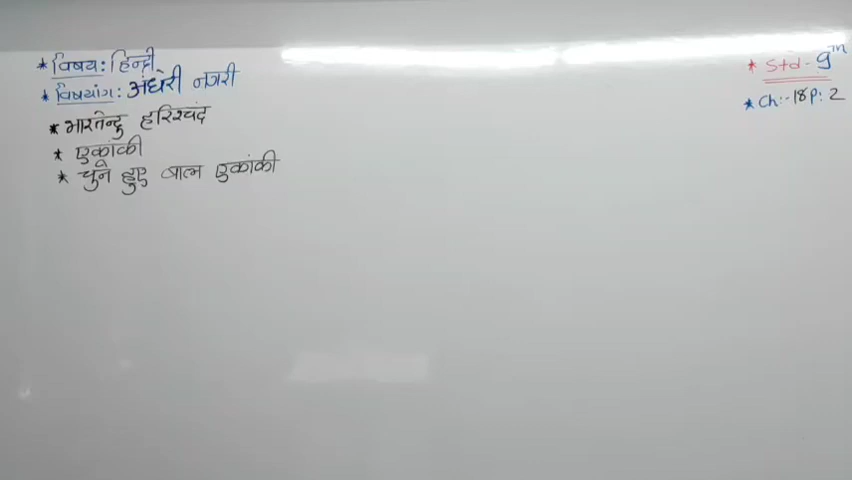 * विषय: हिन्दी
* विषयांग: अंधेरी नगरी
* भारतेन्दु हरिश्चंद्र
* एकांकी
* चुने हुए बाल एकांकी
* Std - 9th
* Ch:- 18 P: 2